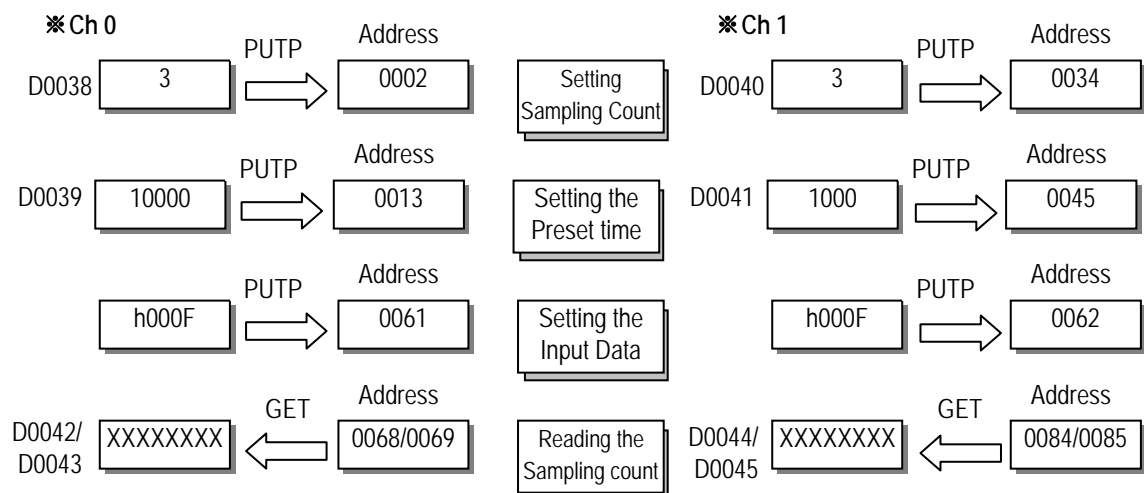 ※Ch 0
PUTP
Address
D0038
3
0002
Setting
Sampling Count
※Ch 1
PUTP
Address
D0040
3
0034
PUTP
Address
D0039
10000
0013
Setting the
Preset time
PUTP
Address
D0041
1000
0045
PUTP
Address
h000F
0061
Setting the
Input Data
PUTP
Address
h000F
0062
GET
Address
D0042/
D0043
XXXXXXXX
0068/0069
Reading the
Sampling count
GET
Address
D0044/
D0045
XXXXXXXX
0084/0085